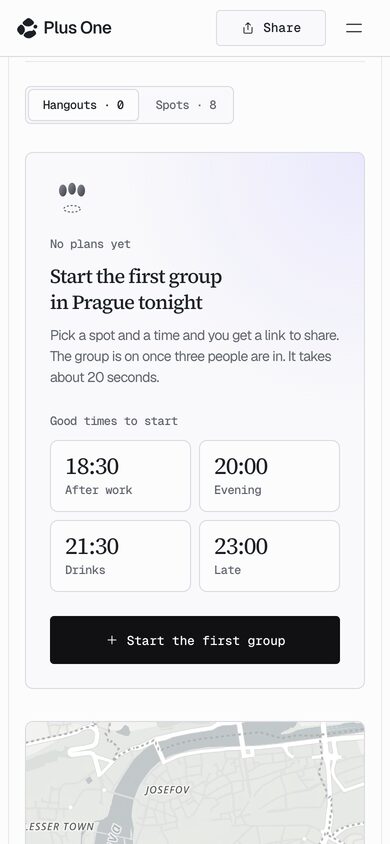 Plus One
Share
Hangouts · 0
Spots · 8
No plans yet
Start the first group
in Prague tonight
Pick a spot and a time and you get a link to share.
The group is on once three people are in. It takes
about 20 seconds.
Good times to start
18:30
After work
20:00
Evening
21:30
Drinks
23:00
Late
+ Start the first group
JOSEFOV
LESSER TOWN